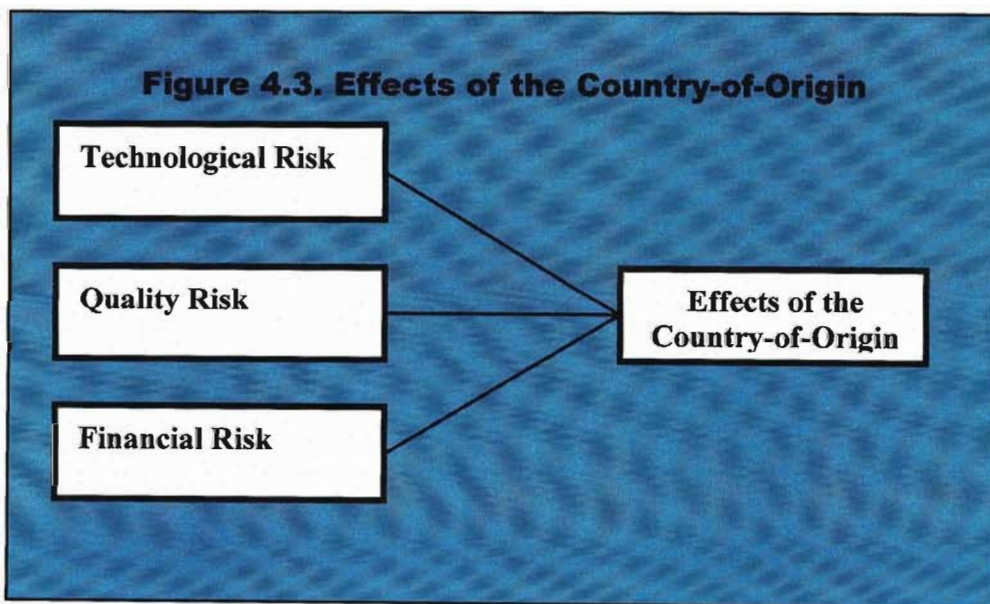 Figure 4.3. Effects of the Country-of-Origin
Technological Risk
Quality Risk
Financial Risk
Effects of the
Country-of-Origin